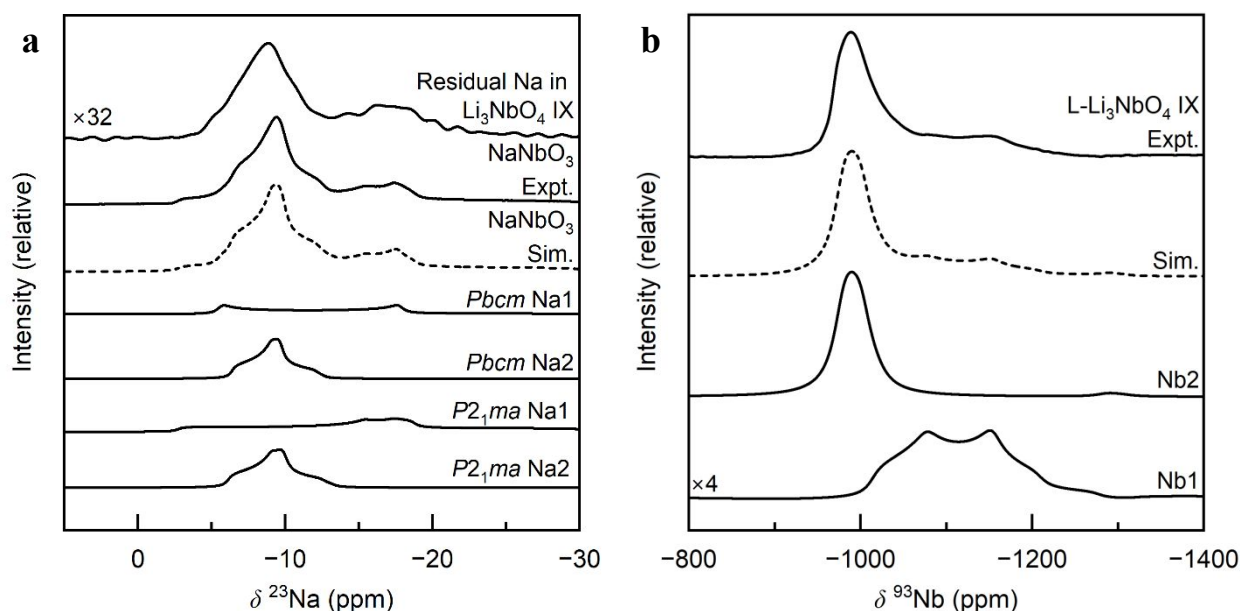 a
Intensity (relative)
×32
Residual Na in
Li₃NbO₄ IX
NaNbO₃
Expt.
NaNbO₃
Sim.
Pbcm Na1
Pbcm Na2
P2₁ma Na1
P2₁ma Na2
0
−10
−20
−30
δ ²³Na (ppm)
b
Intensity (relative)
L-Li₃NbO₄ IX
Expt.
Sim.
Nb2
×4
Nb1
−800
−1000
−1200
−1400
δ ⁹³Nb (ppm)